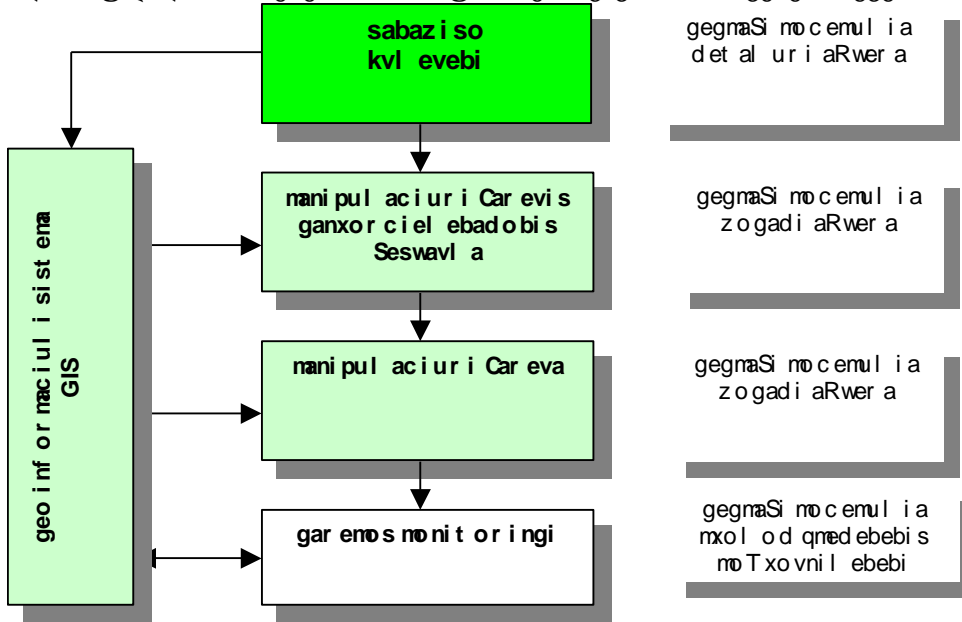 sabaziso
kvlevebi
gegmaSi mocemulia
detaluri aRwera
manipulaciuri Carevis
ganxorcielebadobis
Seswavla
gegmaSi mocemulia
zogadi aRwera
geoinformaciuli sistema
GIS
manipulaciuri Careva
gegmaSi mocemulia
zogadi aRwera
garemos monitoringi
gegmaSi mocemulia
mxolod qmedebebis
moTxovnilebebi